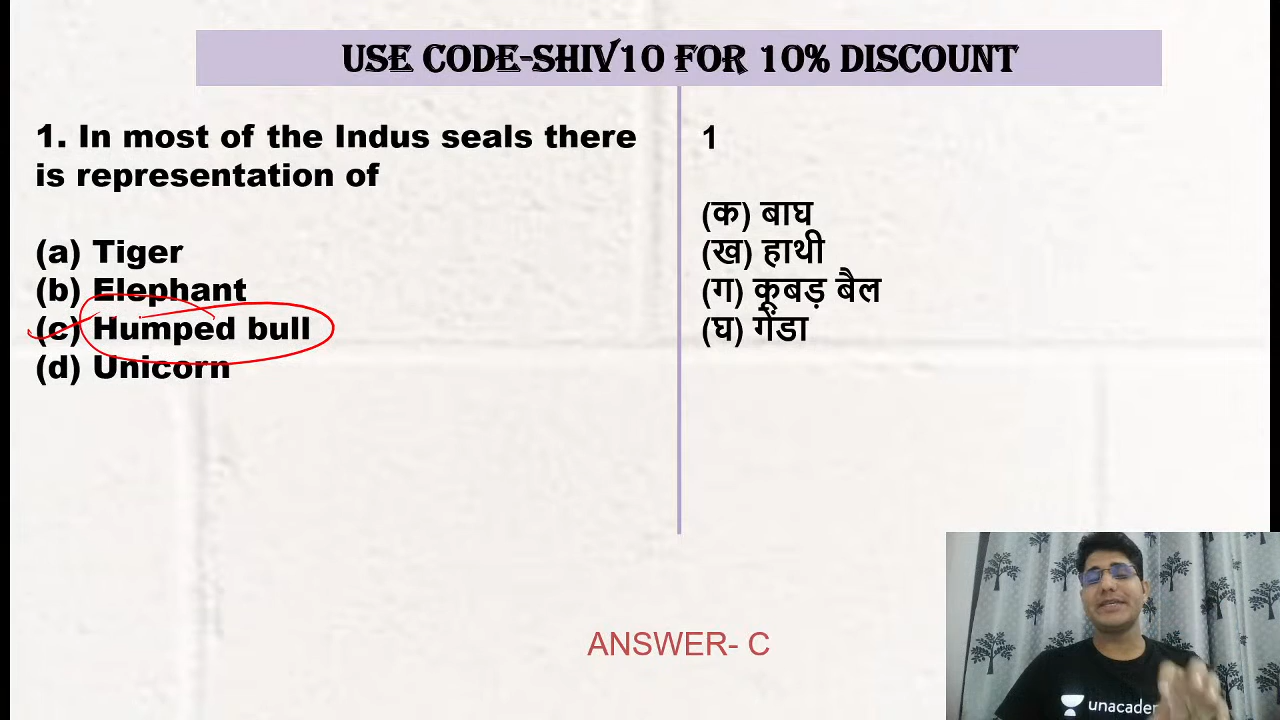 USE CODE-SHIV10 FOR 10% DISCOUNT
1. In most of the Indus seals there
is representation of
(a) Tiger
(b) Elephant
(c) Humped bull
(d) Unicorn
1
(क) बाघ
(ख) हाथी
(ग) कूबड़ बैल
(घ) गेंडा
ANSWER- C
unacadem